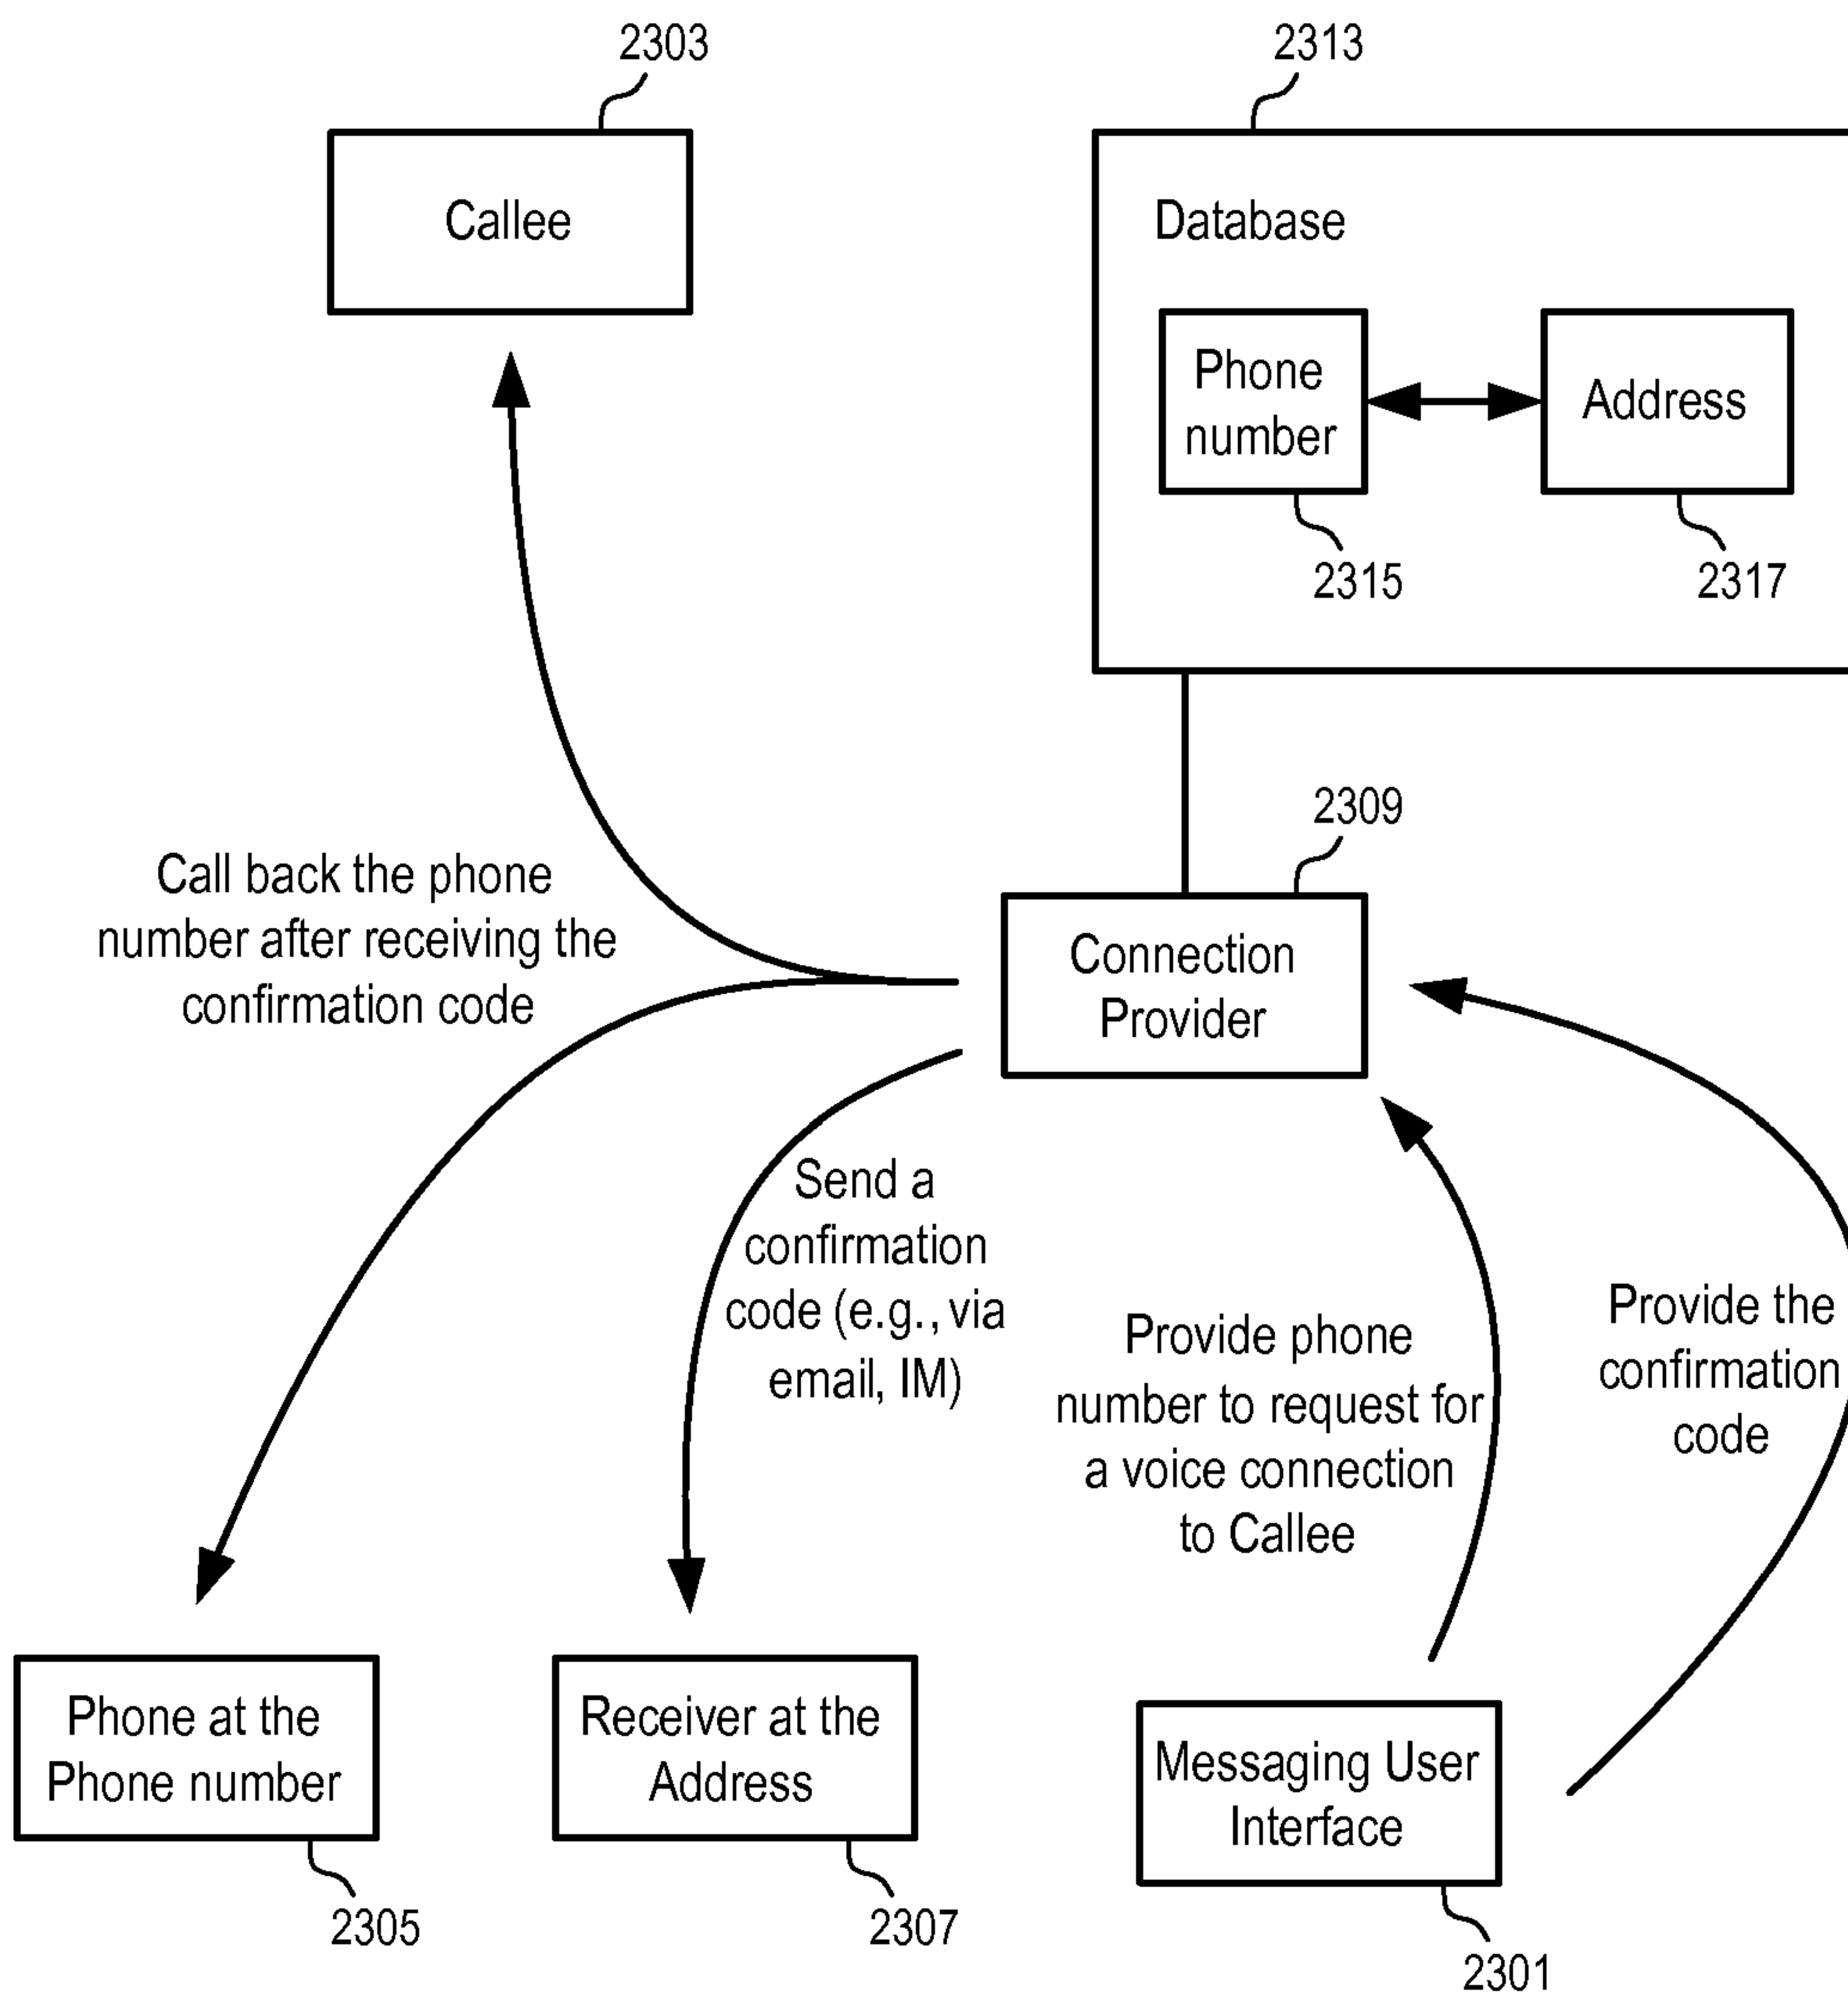 2303
Callee
2313
Database
Phone
number
Address
2315
2317
2309
Connection
Provider
Call back the phone
number after receiving the
confirmation code
Send a
confirmation
code (e.g., via
email, IM)
Provide phone
number to request for
a voice connection
to Callee
Provide the
confirmation
code
Phone at the
Phone number
2305
Receiver at the
Address
2307
Messaging User
Interface
2301